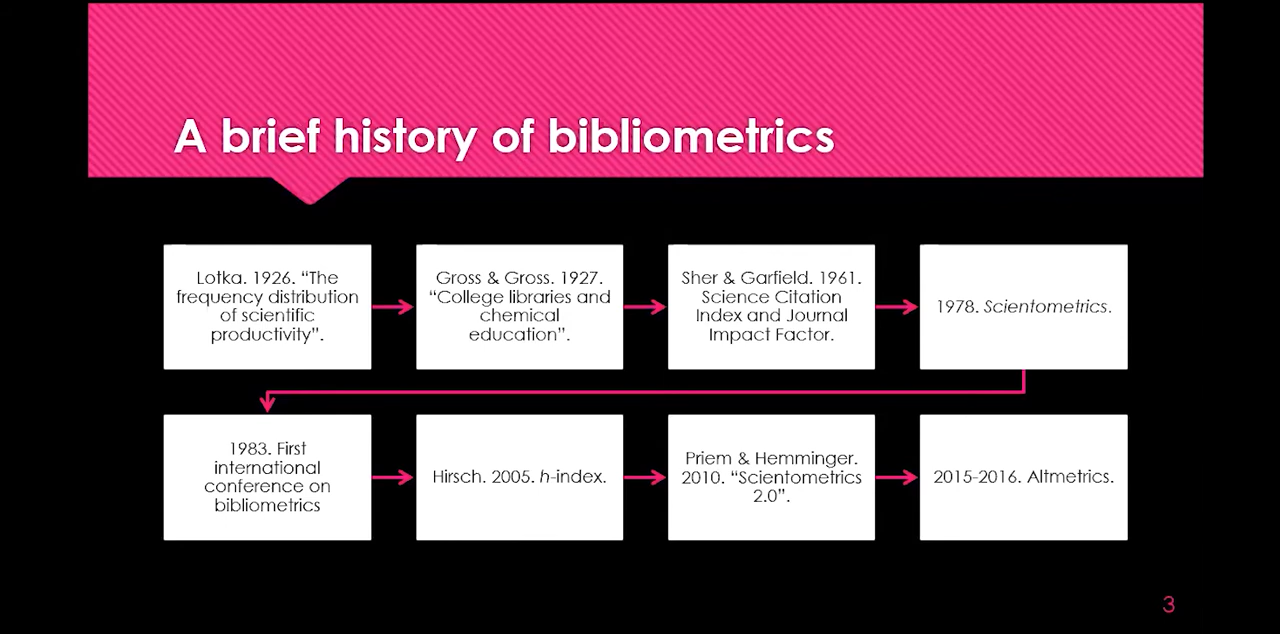 A brief history of bibliometrics
Lotka. 1926. “The
frequency distribution
of scientific
productivity”.
Gross & Gross. 1927.
“College libraries and
chemical
education”.
Sher & Garfield. 1961.
Science Citation
Index and Journal
Impact Factor.
1978. Scientometrics.
1983. First
international
conference on
bibliometrics
Hirsch. 2005. h-index.
Priem & Hemminger.
2010. “Scientometrics
2.0”.
2015-2016. Altmetrics.
3